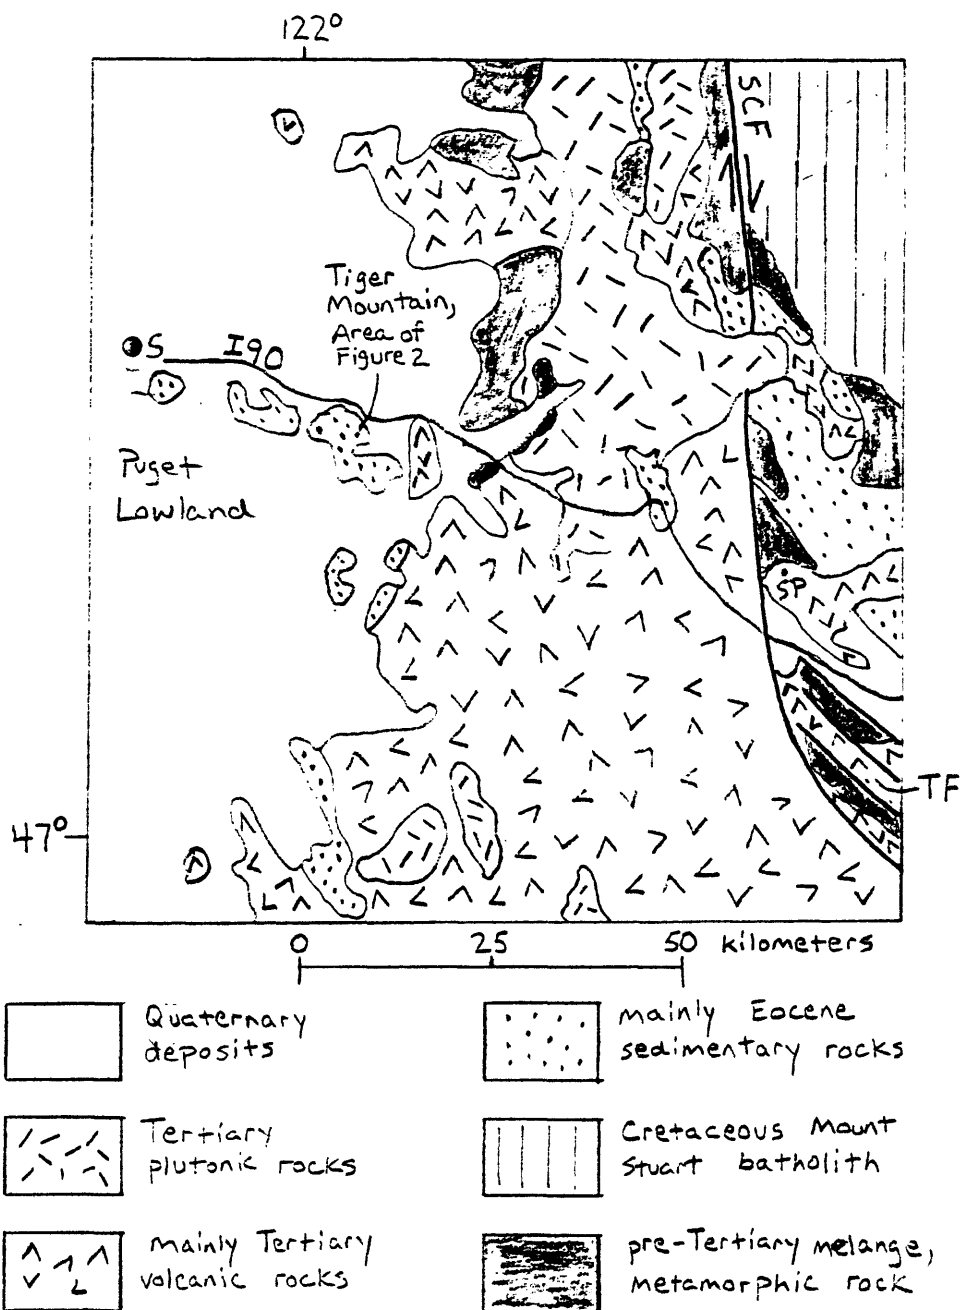 122°
SCF
Tiger
Mountain,
Area of
Figure 2
S
I90
Puget
Lowland
SP
TF
47°
0 25 50 kilometers
Quaternary
deposits
mainly Eocene
sedimentary rocks
Tertiary
plutonic rocks
Cretaceous Mount
Stuart batholith
mainly Tertiary
volcanic rocks
pre-Tertiary melange,
metamorphic rock